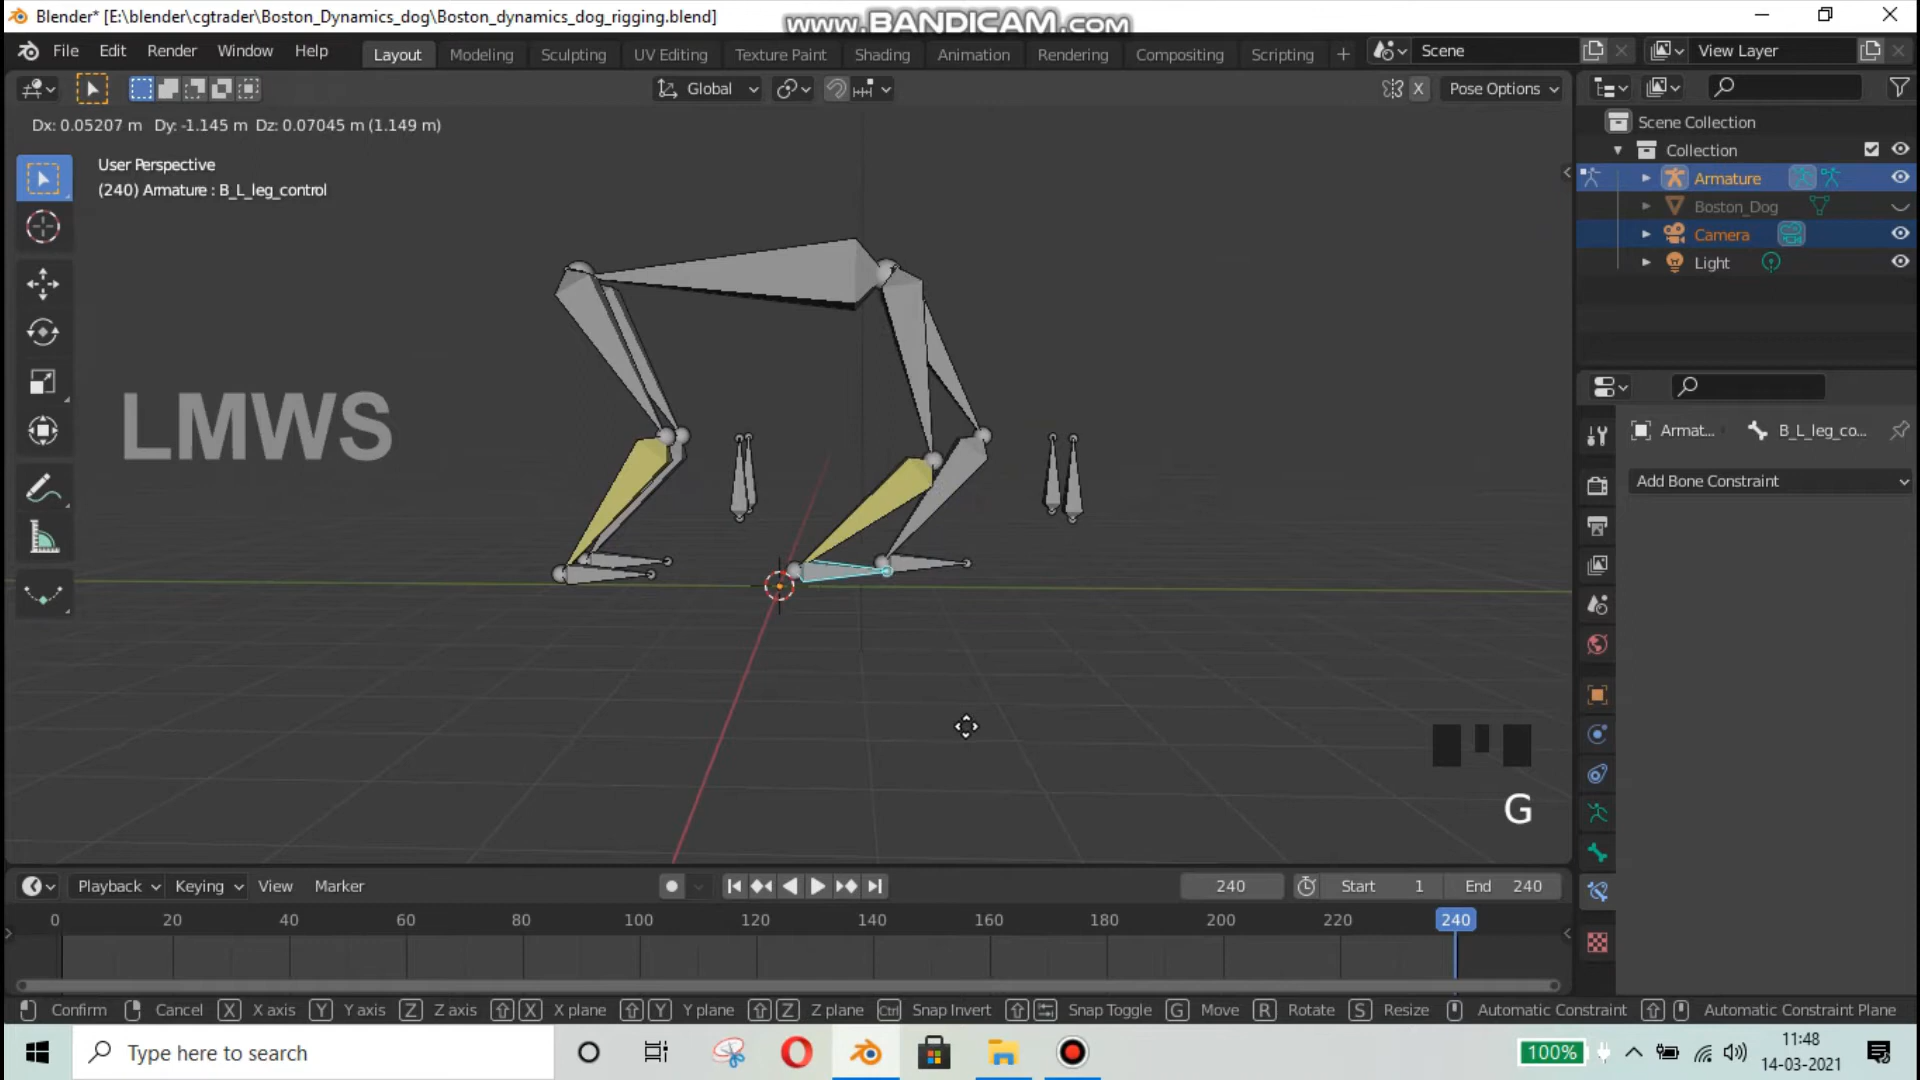 Blender* [E:\blender\cgtrader\Boston_Dynamics_dog\Boston_dynamics_dog_rigging.blend]
www.BANDICAM.com
File Edit Render Window Help
Layout Modeling Sculpting UV Editing Texture Paint Shading Animation Rendering Compositing Scripting +
Scene
View Layer
Global
X
Pose Options
Dx: 0.05207 m Dy: -1.145 m Dz: 0.07045 m (1.149 m)
User Perspective
(240) Armature : B_L_leg_control
Scene Collection
Collection
Armature
Boston_Dog
Camera
Light
LMWS
Armat...
B_L_leg_co...
Add Bone Constraint
G
Playback Keying View Marker
240
Start 1
End 240
0 20 40 60 80 100 120 140 160 180 200 220 240
Confirm Cancel X X axis Y Y axis Z Z axis X X plane Y Y plane Z Z plane Ctrl Snap Invert Snap Toggle G Move R Rotate S Resize Automatic Constraint Automatic Constraint Plane
Type here to search
100%
11:48
14-03-2021